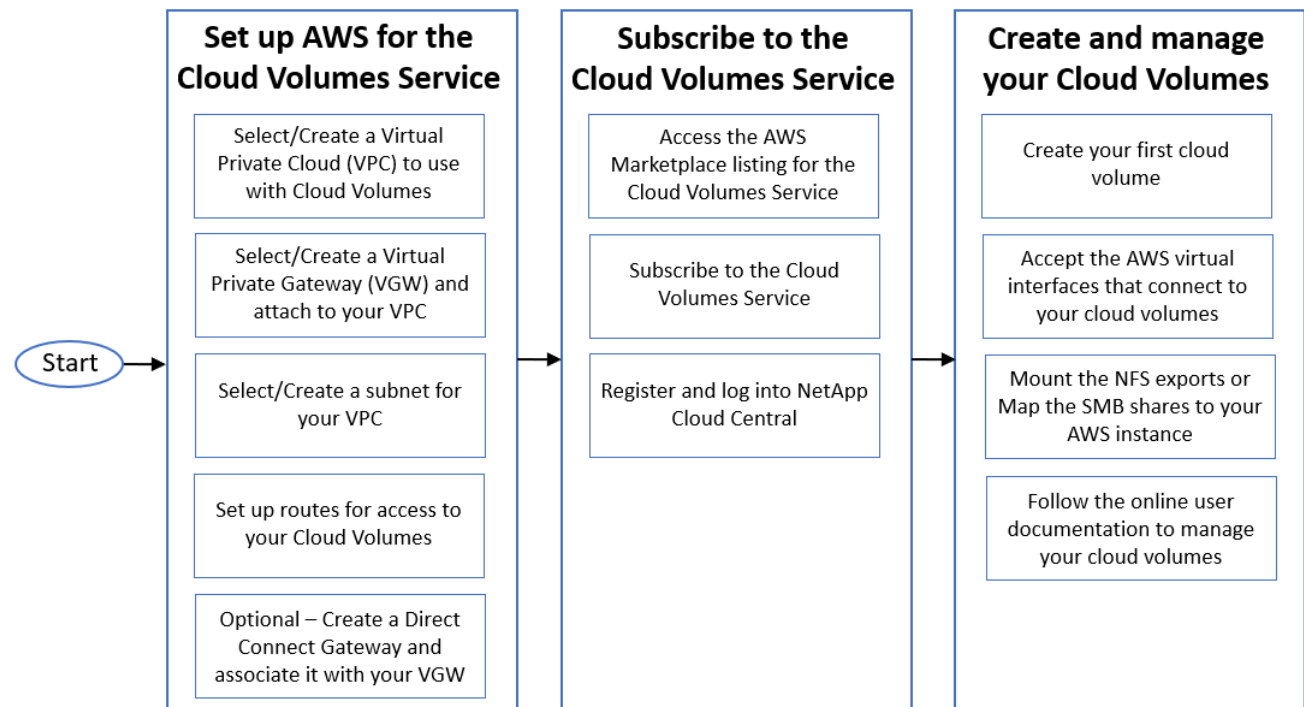 Start
Set up AWS for the
Cloud Volumes Service
Select/Create a Virtual
Private Cloud (VPC) to use
with Cloud Volumes
Select/Create a Virtual
Private Gateway (VGW) and
attach to your VPC
Select/Create a subnet for
your VPC
Set up routes for access to
your Cloud Volumes
Optional – Create a Direct
Connect Gateway and
associate it with your VGW
Subscribe to the
Cloud Volumes Service
Access the AWS
Marketplace listing for the
Cloud Volumes Service
Subscribe to the Cloud
Volumes Service
Register and log into NetApp
Cloud Central
Create and manage
your Cloud Volumes
Create your first cloud
volume
Accept the AWS virtual
interfaces that connect to
your cloud volumes
Mount the NFS exports or
Map the SMB shares to your
AWS instance
Follow the online user
documentation to manage
your cloud volumes